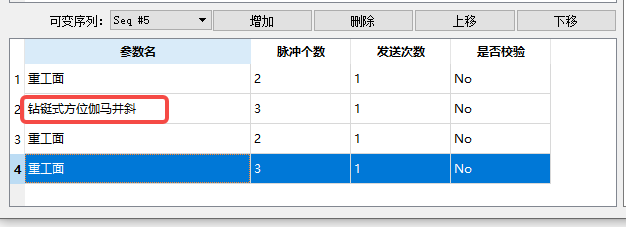 可变序列： Seq #5 增加 删除 上移 下移
参数名 脉冲个数 发送次数 是否校验
1 重工面 2 1 No
2 钻铤式方位伽马井斜 3 1 No
3 重工面 2 1 No
4 重工面 3 1 No